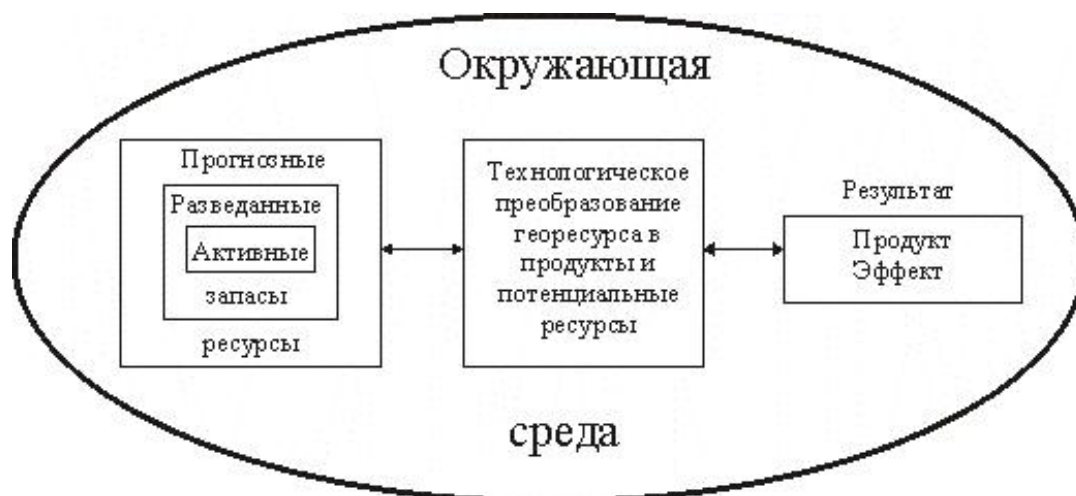 Окружающая
Прогнозные
Разведанные
Активные
запасы
ресурсы
Технологическое
преобразование
георесурса в
продукты и
потенциальные
ресурсы
Результат
Продукт
Эффект
среда